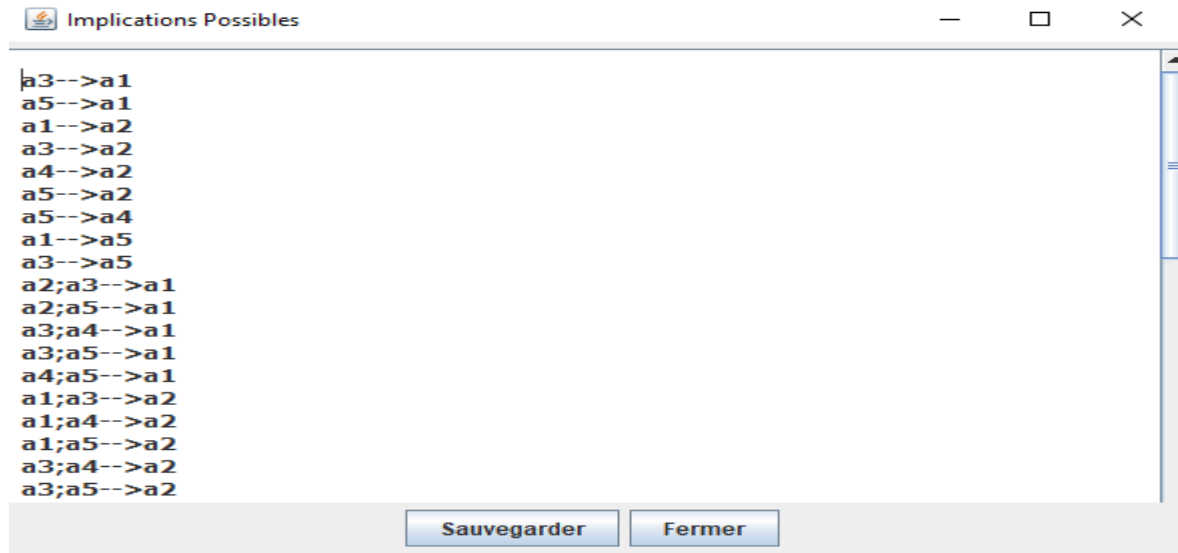 Implications Possibles
a3-->a1
a5-->a1
a1-->a2
a3-->a2
a4-->a2
a5-->a2
a5-->a4
a1-->a5
a3-->a5
a2;a3-->a1
a2;a5-->a1
a3;a4-->a1
a3;a5-->a1
a4;a5-->a1
a1;a3-->a2
a1;a4-->a2
a1;a5-->a2
a3;a4-->a2
a3;a5-->a2
Sauvegarder Fermer